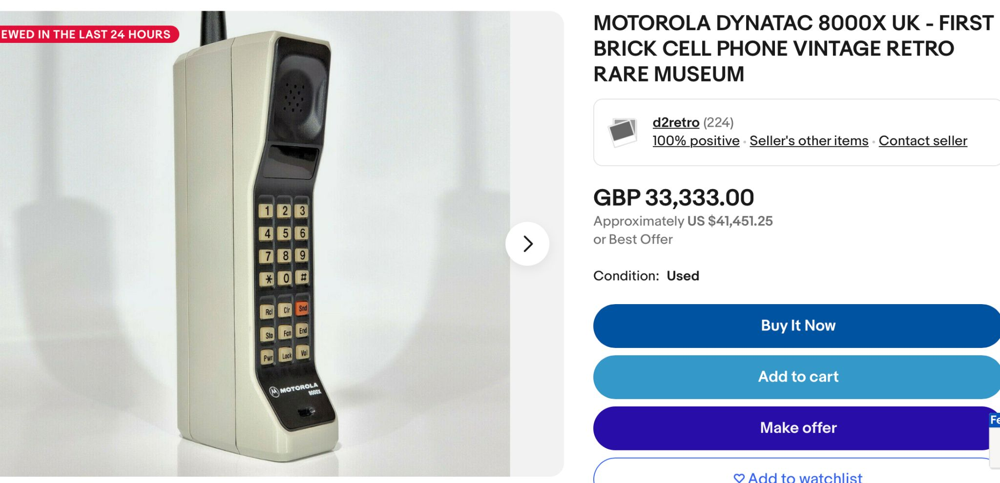 EWED IN THE LAST 24 HOURS
1 2 3
4 5 6
7 8 9
* 0 #
Rcl Clr Snd
Sto Fcn End
Pwr Lock Vol
MOTOROLA
8000X
MOTOROLA DYNATAC 8000X UK - FIRST
BRICK CELL PHONE VINTAGE RETRO
RARE MUSEUM
d2retro (224)
100% positive · Seller's other items · Contact seller
GBP 33,333.00
Approximately US $41,451.25
or Best Offer
Condition: Used
Buy It Now
Add to cart
Make offer
Fe
Add to watchlist